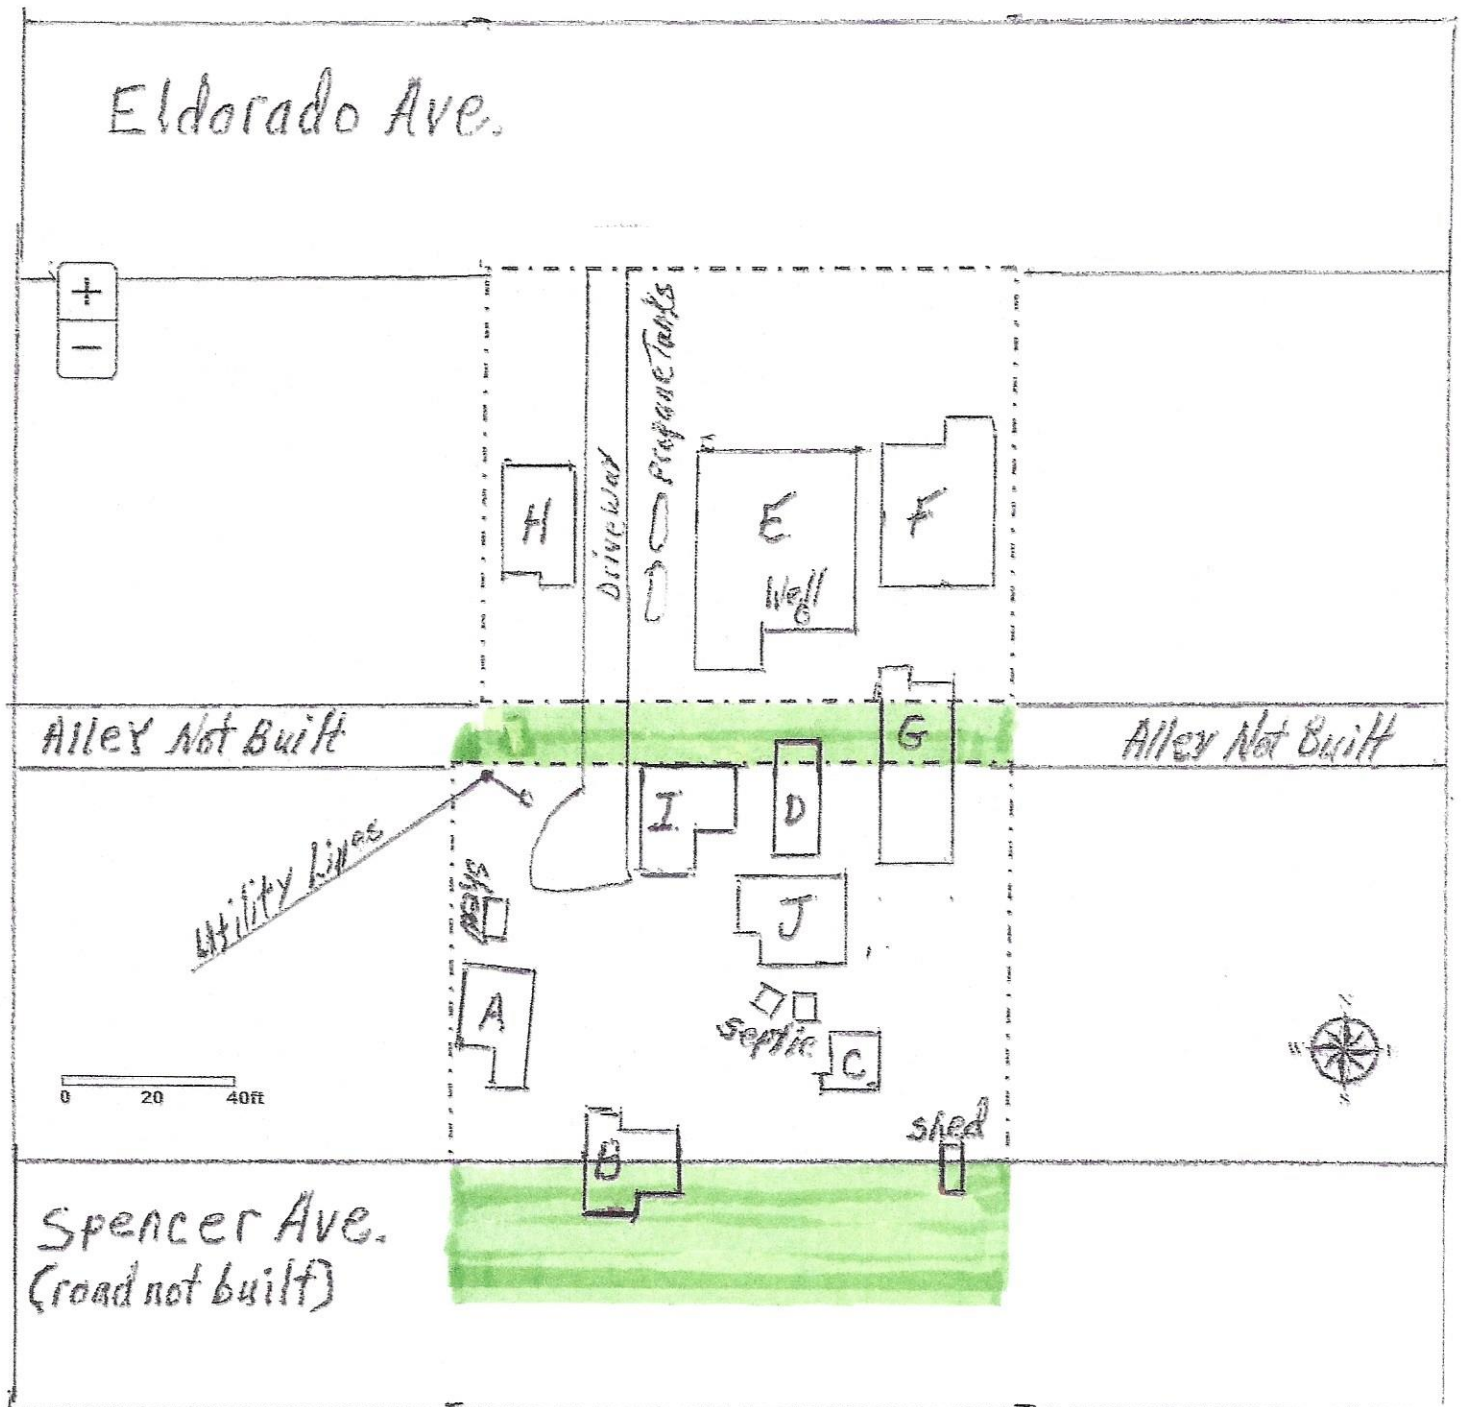 Eldorado Ave.
+
−
Propane Tanks
Driveway
H
E
F
Well
Alley Not Built
G
Alley Not Built
I
D
Utility Lines
shed
J
A
septic
C
W
0 20 40ft
shed
B
Spencer Ave.
(road not built)